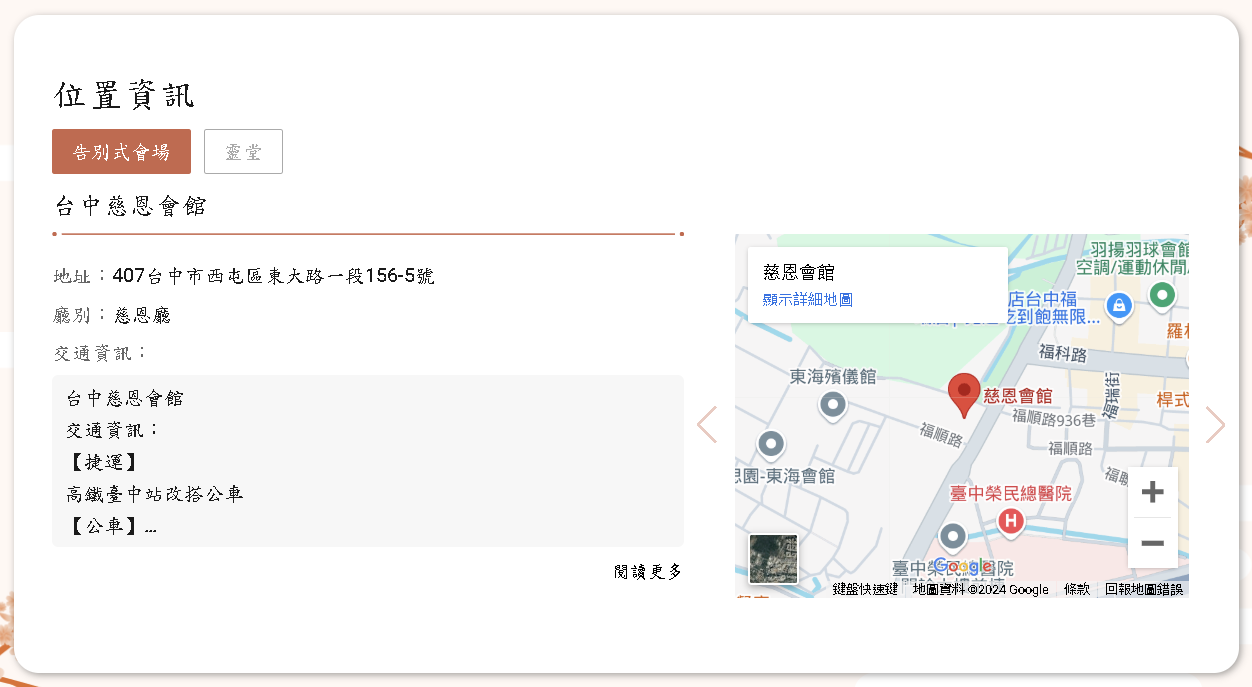 位置資訊
告別式會場
靈堂
台中慈恩會館
地址：407台中市西屯區東大路一段156-5號
廳別：慈恩廳
交通資訊：
台中慈恩會館
交通資訊：
【捷運】
高鐵臺中站改搭公車
【公車】...
閱讀更多
慈恩會館
顯示詳細地圖
羽揚羽球會館
空調/運動休閒/
店台中福
吃到飽無限...
福科路
福瑞街
東海殯儀館
慈恩會館
桿式
福順路936巷
福順路
福順路
思園-東海會館
臺中榮民總醫院
臺中榮民總醫院
Google
鍵盤快速鍵
地圖資料 ©2024 Google
條款
回報地圖錯誤